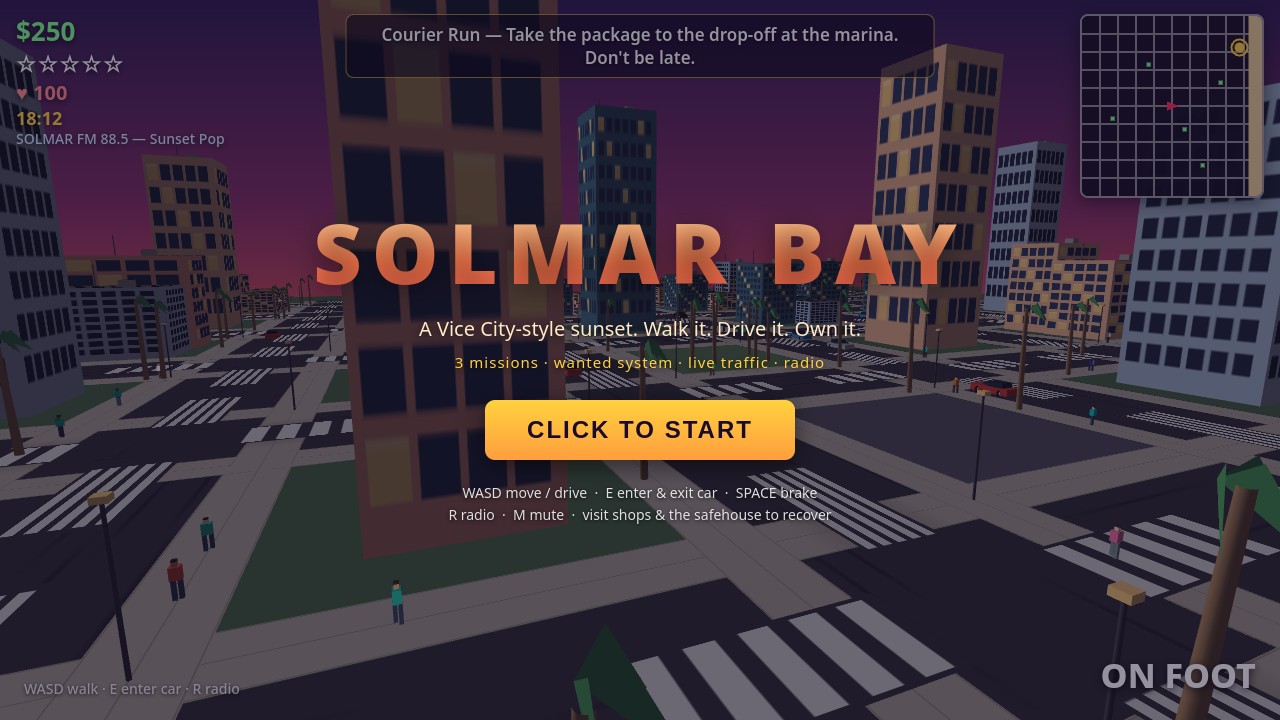 $250
☆☆☆☆☆
♥ 100
18:12
SOLMAR FM 88.5 — Sunset Pop
Courier Run — Take the package to the drop-off at the marina.
Don't be late.
SOLMAR BAY
A Vice City-style sunset. Walk it. Drive it. Own it.
3 missions · wanted system · live traffic · radio
CLICK TO START
WASD move / drive · E enter & exit car · SPACE brake
R radio · M mute · visit shops & the safehouse to recover
WASD walk · E enter car · R radio
ON FOOT